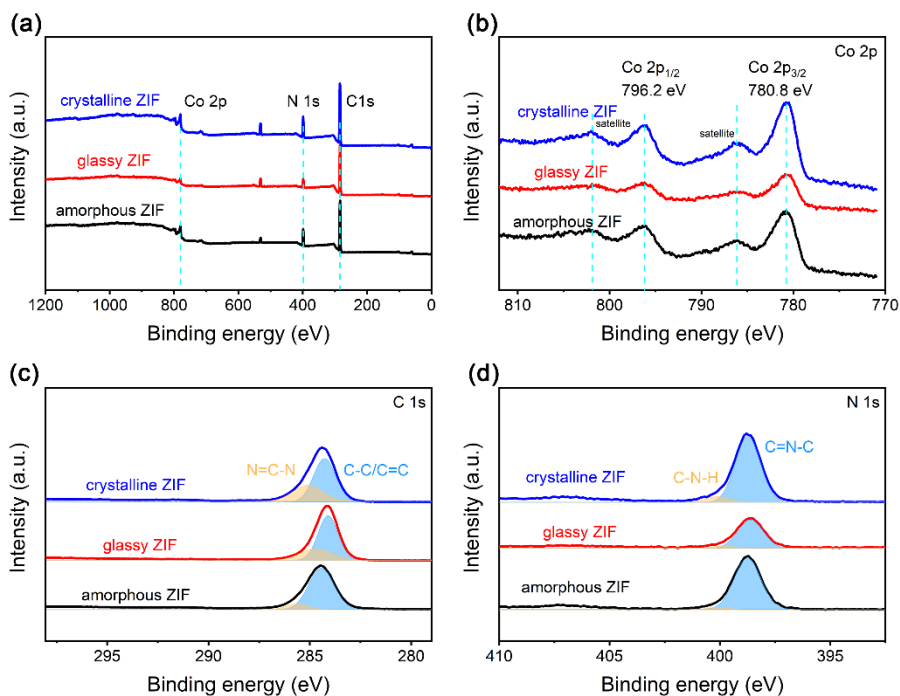 (a)
crystalline ZIF
Co 2p
N 1s
C1s
glassy ZIF
amorphous ZIF
Intensity (a.u.)
1200 1000 800 600 400 200 0
Binding energy (eV)
(b)
Co 2p
Co 2p1/2
796.2 eV
Co 2p3/2
780.8 eV
crystalline ZIF
satellite
satellite
glassy ZIF
amorphous ZIF
Intensity (a.u.)
810 800 790 780 770
Binding energy (eV)
(c)
C 1s
N=C-N
C-C/C=C
crystalline ZIF
glassy ZIF
amorphous ZIF
Intensity (a.u.)
295 290 285 280
Binding energy (eV)
(d)
N 1s
C=N-C
C-N-H
crystalline ZIF
glassy ZIF
amorphous ZIF
Intensity (a.u.)
410 405 400 395
Binding energy (eV)